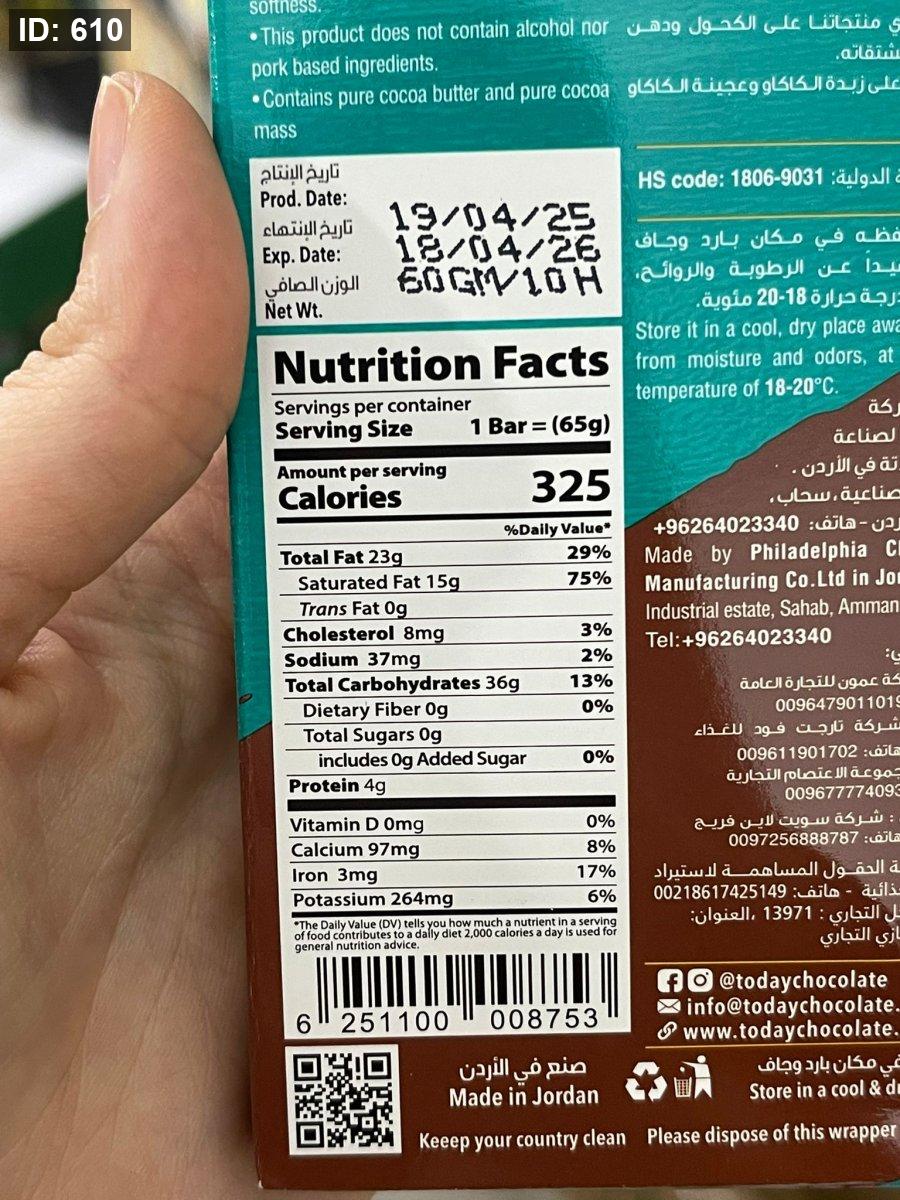 ID: 610
softness.
• This product does not contain alcohol nor
pork based ingredients.
• Contains pure cocoa butter and pure cocoa
mass
منتجاتنا على الكحول ودهن
مشتقاته.
على زبدة الكاكاو وعجينة الكاكاو
HS code: 1806-9031 الدولية:
في مكان بارد وجاف
عن الرطوبة والروائح،
درجة حرارة 18-20 مئوية.
Store it in a cool, dry place
from moisture and odors, at
temperature of 18-20°C.
تاريخ الإنتاج
Prod. Date:
19/04/25
تاريخ الإنتهاء
Exp. Date:
18/04/26
الوزن الصافي
Net Wt.
60GM/10H
Nutrition Facts
Servings per container
Serving Size 1 Bar = (65g)
Amount per serving
Calories 325
%Daily Value*
Total Fat 23g 29%
Saturated Fat 15g 75%
Trans Fat 0g
Cholesterol 8mg 3%
Sodium 37mg 2%
Total Carbohydrates 36g 13%
Dietary Fiber 0g 0%
Total Sugars 0g
includes 0g Added Sugar 0%
Protein 4g
Vitamin D 0mg 0%
Calcium 97mg 8%
Iron 3mg 17%
Potassium 264mg 6%
*The Daily Value (DV) tells you how much a nutrient in a serving
of food contributes to a daily diet 2,000 calories a day is used for
general nutrition advice.
6 251100 008753
لصناعة
في الأردن .
سحاب،
هاتف: 96264023340+
Made by Philadelphia
Manufacturing Co.Ltd in
Industrial estate, Sahab, Amman
Tel:+96264023340
عمون للتجارة العامة
شركة تارجت فود للغذاء
هاتف: 009611901702
الاعتصام التجارية
: شركة سويت لاين فريج
هاتف: 0097256888787
الحقول المساهمة لاستيراد
- هاتف: 00218617425149
التجاري : 13971 ،العنوان:
التجاري
@todaychocolate
info@todaychocolate.
www.todaychocolate.
صنع في الأردن
Made in Jordan
في مكان بارد وجاف
Store in a cool &
Keeep your country clean
Please dispose of this wrapper